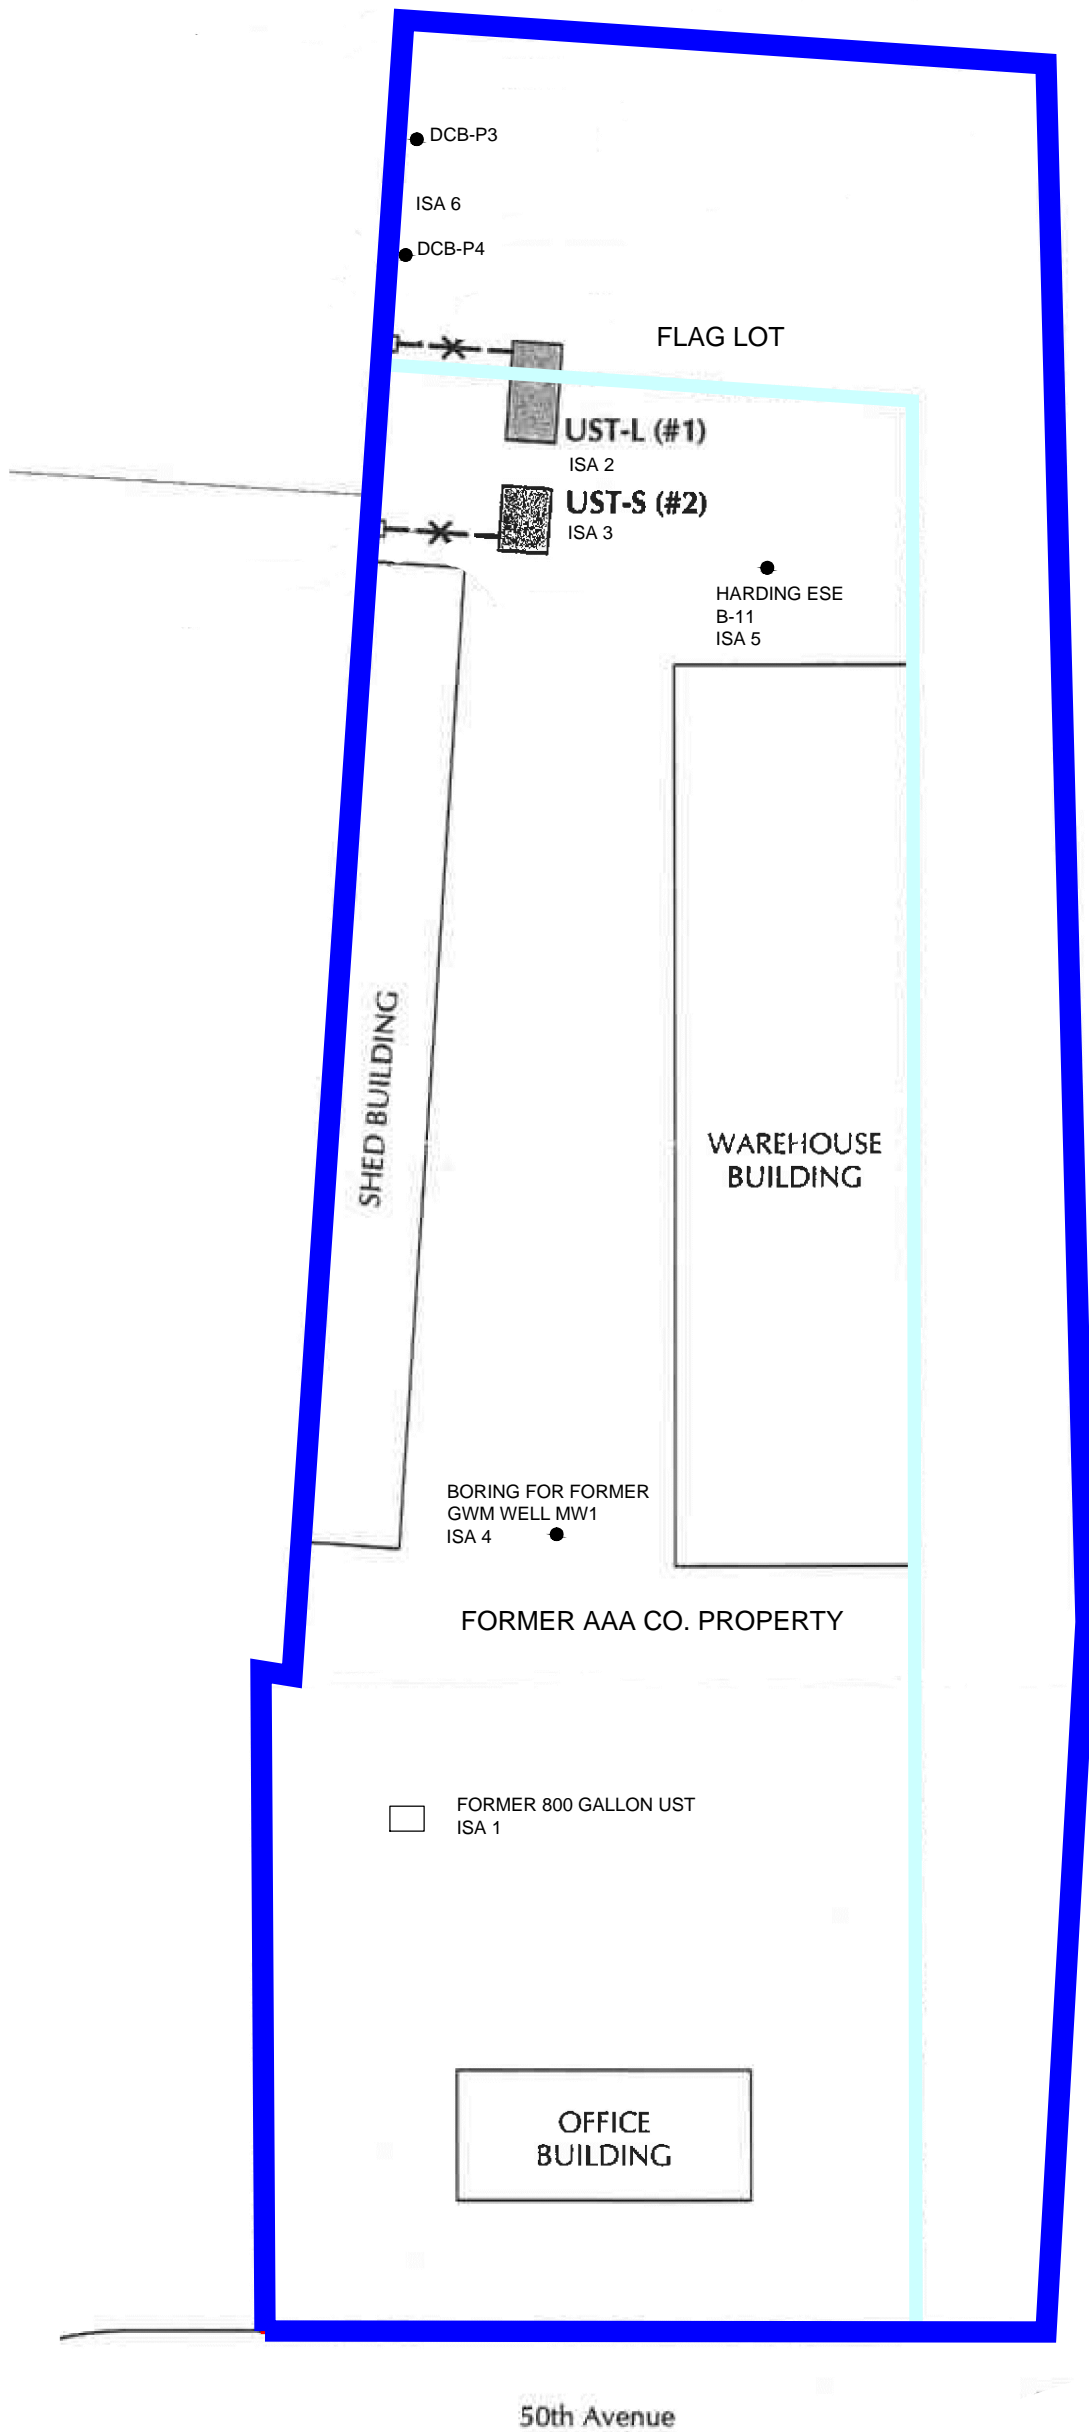 DCB-P3
ISA 6
DCB-P4
FLAG LOT
UST-L (#1)
ISA 2
UST-S (#2)
ISA 3
HARDING ESE
B-11
ISA 5
SHED BUILDING
WAREHOUSE
BUILDING
BORING FOR FORMER
GWM WELL MW1
ISA 4
FORMER AAA CO. PROPERTY
FORMER 800 GALLON UST
ISA 1
OFFICE
BUILDING
50th Avenue